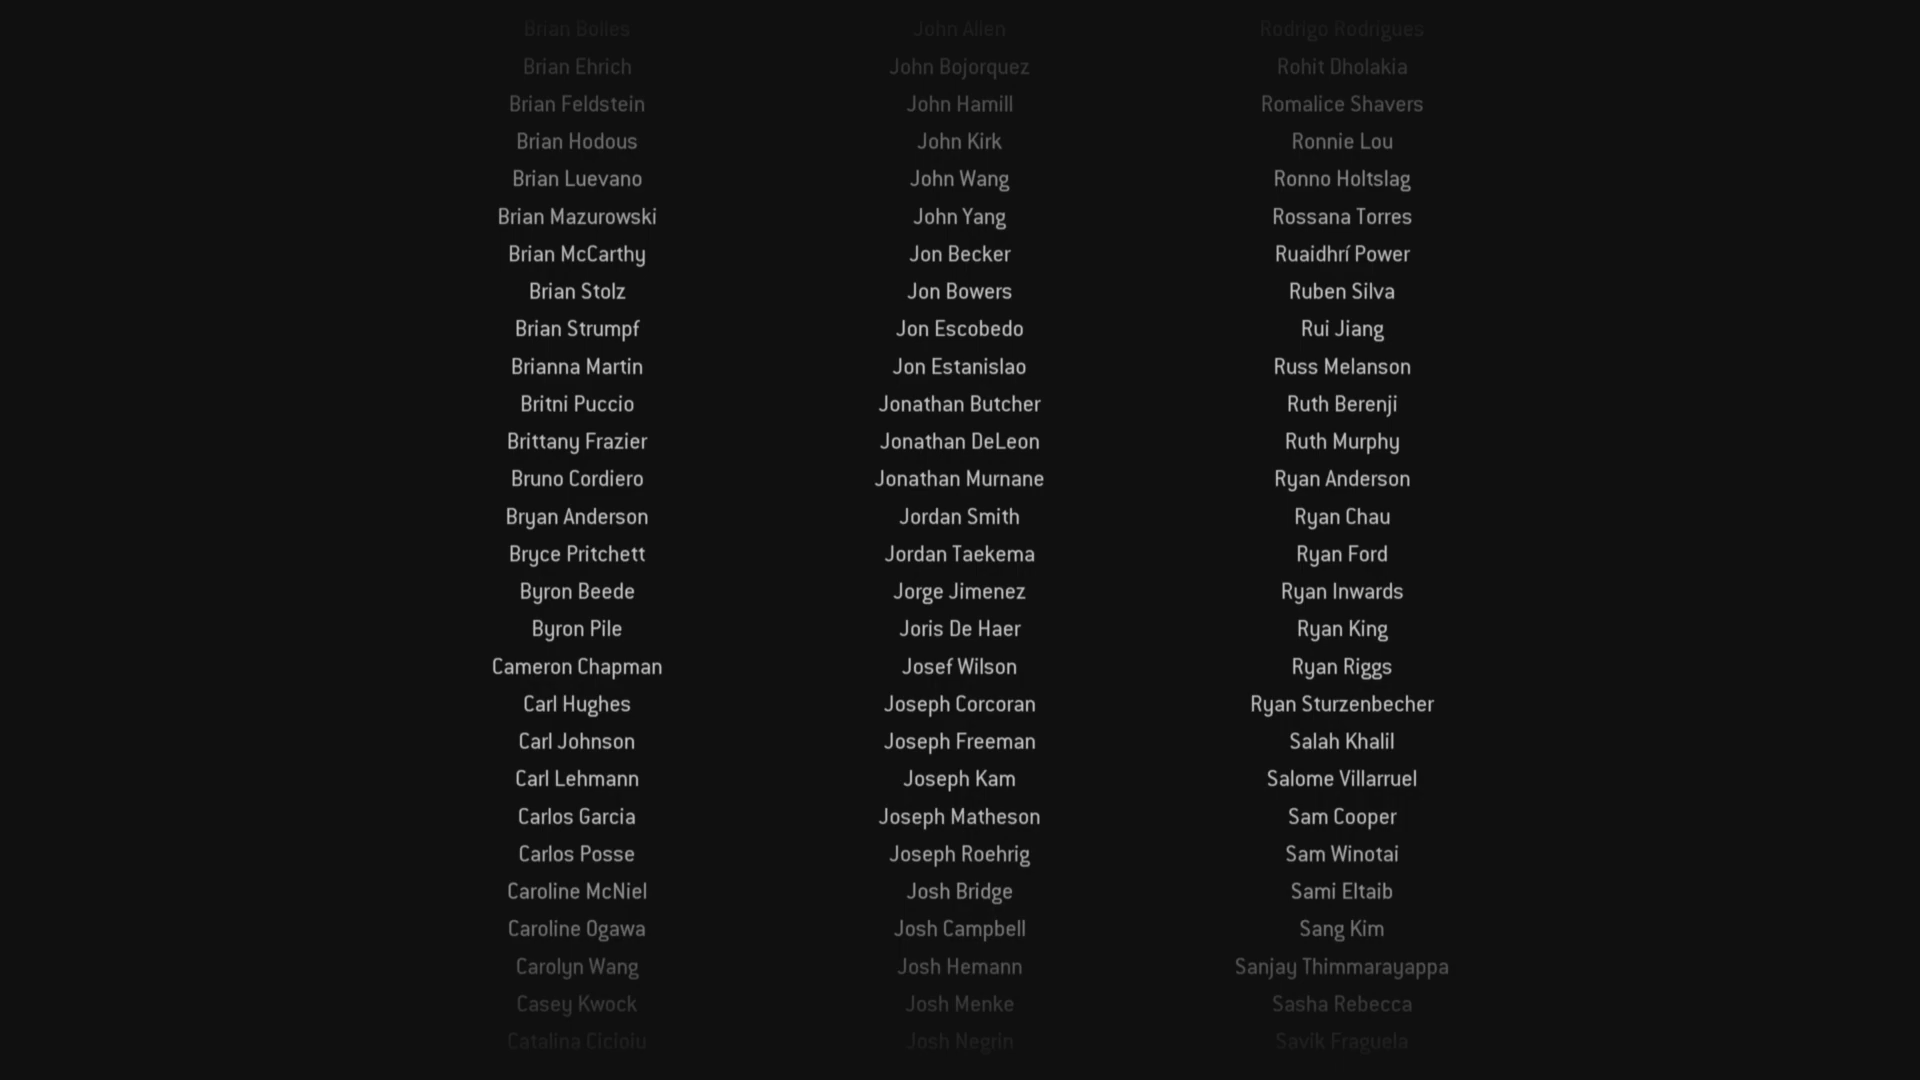 Brian Bolles
Brian Ehrich
Brian Feldstein
Brian Hodous
Brian Luevano
Brian Mazurowski
Brian McCarthy
Brian Stolz
Brian Strumpf
Brianna Martin
Britni Puccio
Brittany Frazier
Bruno Cordiero
Bryan Anderson
Bryce Pritchett
Byron Beede
Byron Pile
Cameron Chapman
Carl Hughes
Carl Johnson
Carl Lehmann
Carlos Garcia
Carlos Posse
Caroline McNiel
Caroline Ogawa
Carolyn Wang
Casey Kwock
Catalina Cicioiu
John Allen
John Bojorquez
John Hamill
John Kirk
John Wang
John Yang
Jon Becker
Jon Bowers
Jon Escobedo
Jon Estanislao
Jonathan Butcher
Jonathan DeLeon
Jonathan Murnane
Jordan Smith
Jordan Taekema
Jorge Jimenez
Joris De Haer
Josef Wilson
Joseph Corcoran
Joseph Freeman
Joseph Kam
Joseph Matheson
Joseph Roehrig
Josh Bridge
Josh Campbell
Josh Hemann
Josh Menke
Josh Negrin
Rodrigo Rodrigues
Rohit Dholakia
Romalice Shavers
Ronnie Lou
Ronno Holtslag
Rossana Torres
Ruaidhrí Power
Ruben Silva
Rui Jiang
Russ Melanson
Ruth Berenji
Ruth Murphy
Ryan Anderson
Ryan Chau
Ryan Ford
Ryan Inwards
Ryan King
Ryan Riggs
Ryan Sturzenbecher
Salah Khalil
Salome Villarruel
Sam Cooper
Sam Winotai
Sami Eltaib
Sang Kim
Sanjay Thimmarayappa
Sasha Rebecca
Savik Fraguela